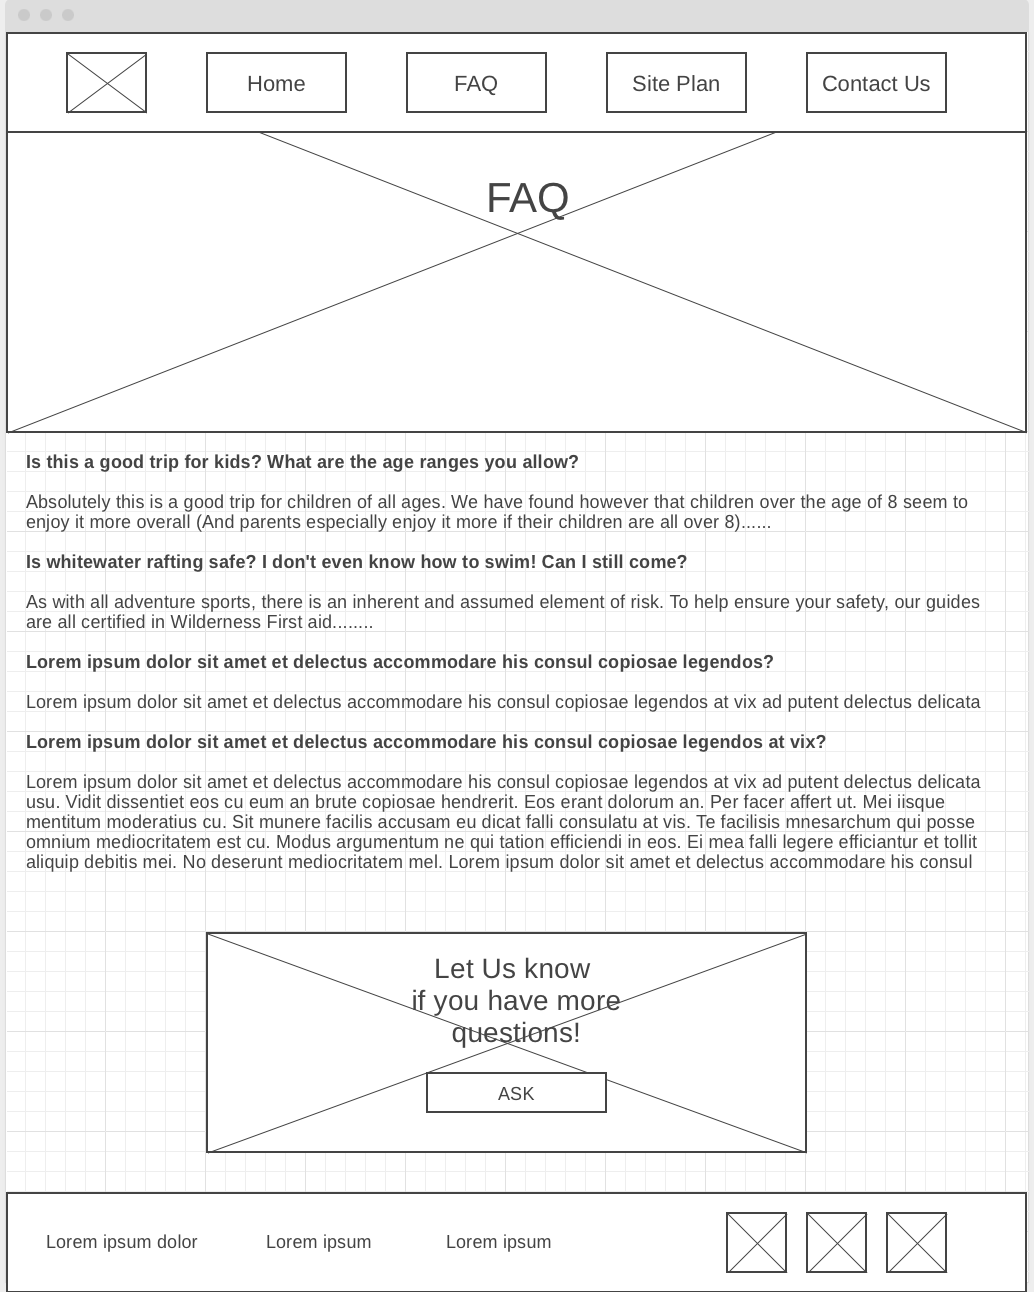 Home
FAQ
Site Plan
Contact Us
FAQ
Is this a good trip for kids? What are the age ranges you allow?
Absolutely this is a good trip for children of all ages. We have found however that children over the age of 8 seem to
enjoy it more overall (And parents especially enjoy it more if their children are all over 8)......
Is whitewater rafting safe? I don't even know how to swim! Can I still come?
As with all adventure sports, there is an inherent and assumed element of risk. To help ensure your safety, our guides
are all certified in Wilderness First aid........
Lorem ipsum dolor sit amet et delectus accommodare his consul copiosae legendos?
Lorem ipsum dolor sit amet et delectus accommodare his consul copiosae legendos at vix ad putent delectus delicata
Lorem ipsum dolor sit amet et delectus accommodare his consul copiosae legendos at vix?
Lorem ipsum dolor sit amet et delectus accommodare his consul copiosae legendos at vix ad putent delectus delicata
usu. Vidit dissentiet eos cu eum an brute copiosae hendrerit. Eos erant dolorum an. Per facer affert ut. Mei iisque
mentitum moderatius cu. Sit munere facilis accusam eu dicat falli consulatu at vis. Te facilisis mnesarchum qui posse
omnium mediocritatem est cu. Modus argumentum ne qui tation efficiendi in eos. Ei mea falli legere efficiantur et tollit
aliquip debitis mei. No deserunt mediocritatem mel. Lorem ipsum dolor sit amet et delectus accommodare his consul
Let Us know
if you have more
questions!
ASK
Lorem ipsum dolor
Lorem ipsum
Lorem ipsum